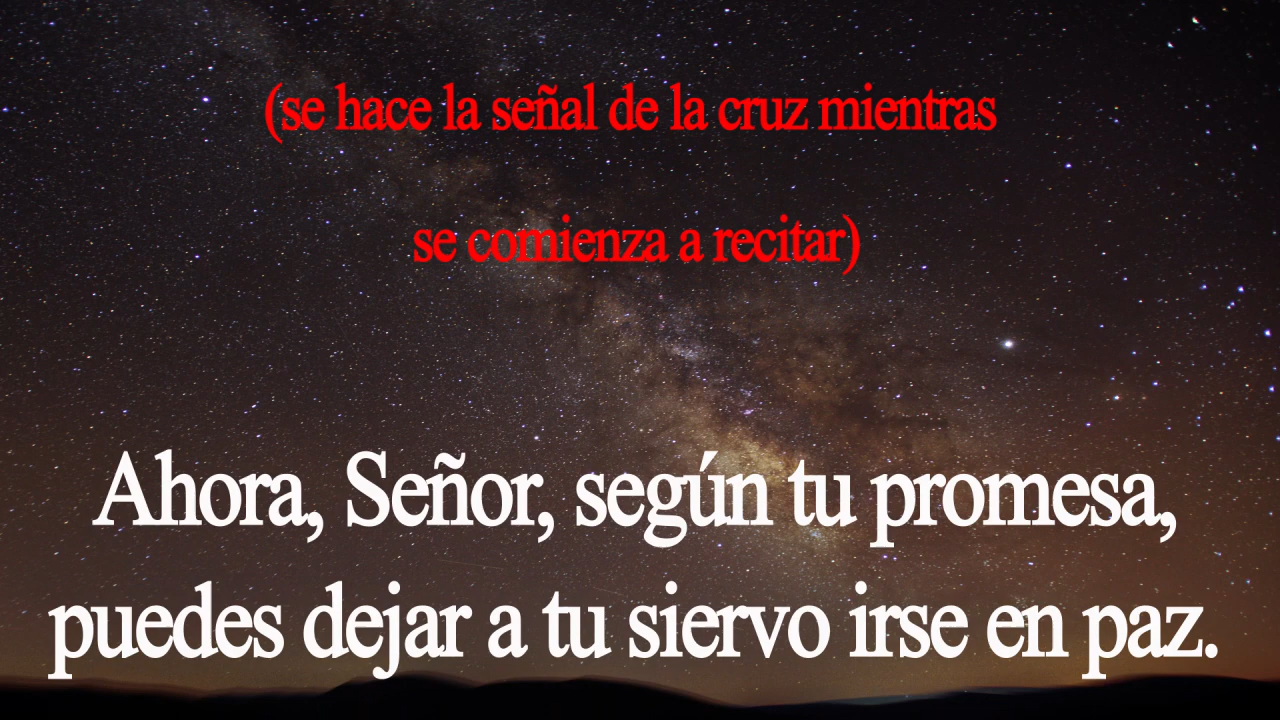 (se hace la señal de la cruz mientras
se comienza a recitar)
Ahora, Señor, según tu promesa,
puedes dejar a tu siervo irse en paz.